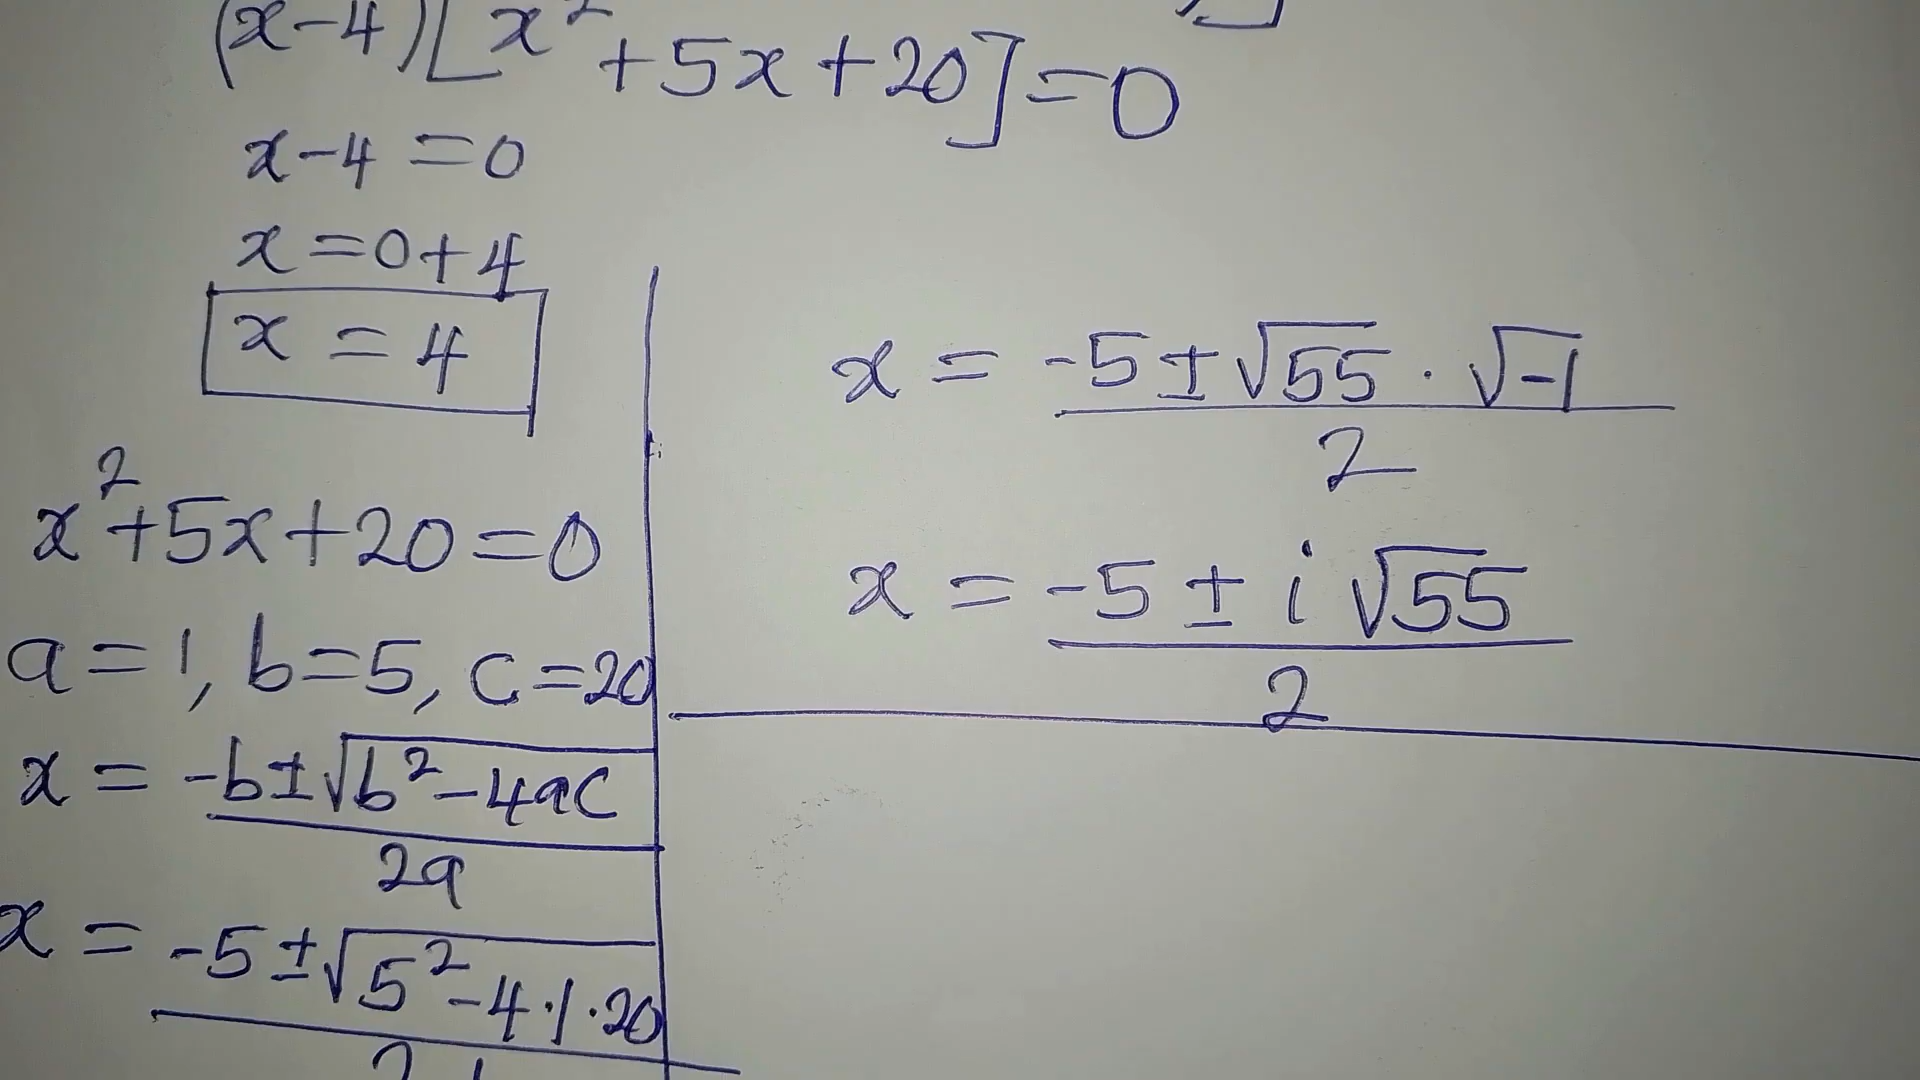 (x-4)[x²+5x+20]=0
x-4=0
x=0+4
x=4
x²+5x+20=0
a=1, b=5, c=20
x = -b±√b²-4ac
2a
x = -5±√5²-4·1·20
x = -5±√55·√-1
2
x = -5±i√55
2